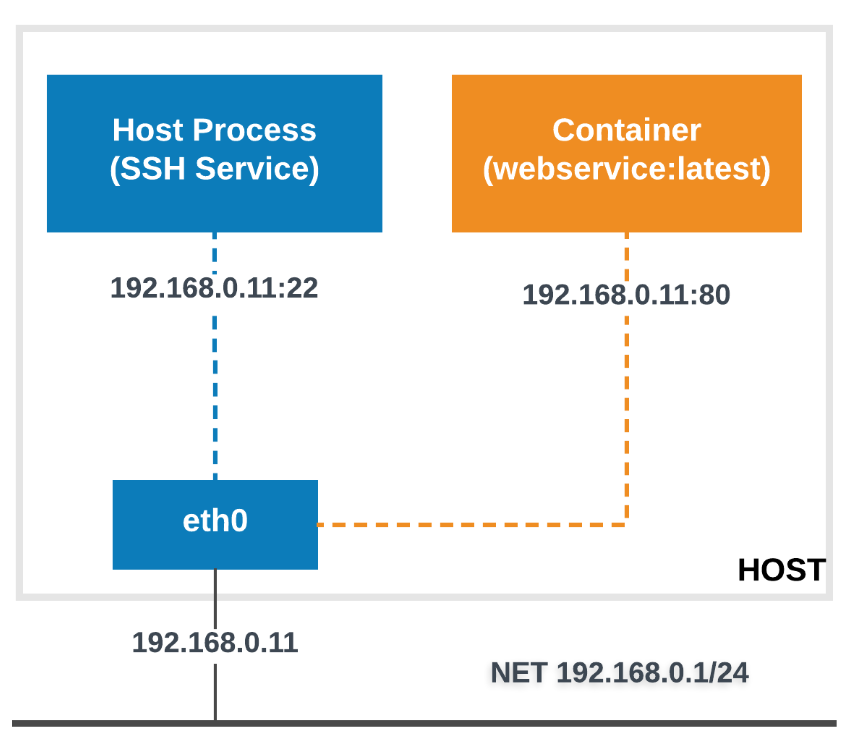 Host Process
(SSH Service)
Container
(webservice:latest)
192.168.0.11:22
192.168.0.11:80
eth0
HOST
192.168.0.11
NET 192.168.0.1/24